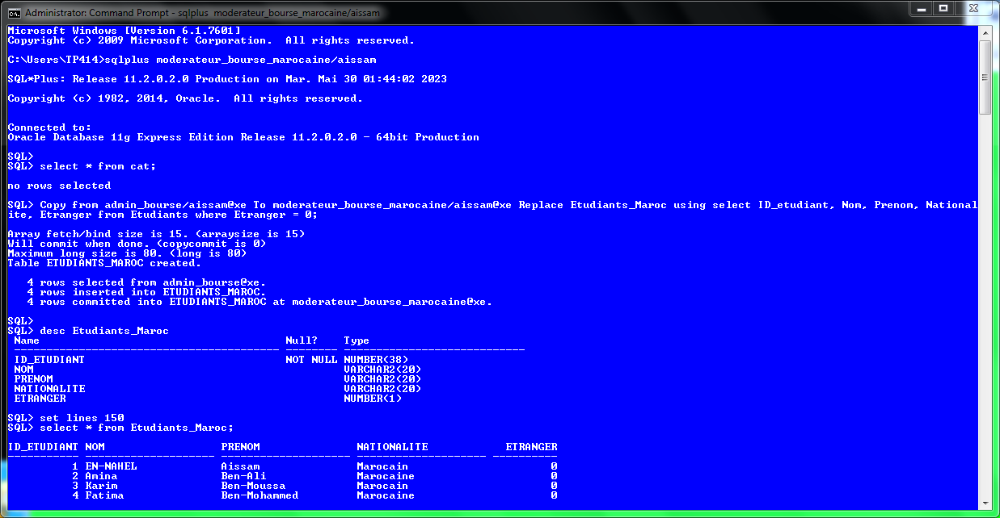 Administrator: Command Prompt - sqlplus  moderateur_bourse_marocaine/aissam
Microsoft Windows [Version 6.1.7601]
Copyright (c) 2009 Microsoft Corporation.  All rights reserved.
C:\Users\TP414>sqlplus moderateur_bourse_marocaine/aissam
SQL*Plus: Release 11.2.0.2.0 Production on Mar. Mai 30 01:44:02 2023
Copyright (c) 1982, 2014, Oracle.  All rights reserved.
Connected to:
Oracle Database 11g Express Edition Release 11.2.0.2.0 - 64bit Production
SQL>
SQL> select * from cat;
no rows selected
SQL> Copy from admin_bourse/aissam@xe To moderateur_bourse_marocaine/aissam@xe Replace Etudiants_Maroc using select ID_etudiant, Nom, Prenom, National
ite, Etranger from Etudiants where Etranger = 0;
Array fetch/bind size is 15. (arraysize is 15)
Will commit when done. (copycommit is 0)
Maximum long size is 80. (long is 80)
Table ETUDIANTS_MAROC created.
4 rows selected from admin_bourse@xe.
4 rows inserted into ETUDIANTS_MAROC.
4 rows committed into ETUDIANTS_MAROC at moderateur_bourse_marocaine@xe.
SQL>
SQL> desc Etudiants_Maroc
Name Null? Type
----------------------------------------- -------- ----------------------------
ID_ETUDIANT NOT NULL NUMBER(38)
NOM VARCHAR2(20)
PRENOM VARCHAR2(20)
NATIONALITE VARCHAR2(20)
ETRANGER NUMBER(1)
SQL> set lines 150
SQL> select * from Etudiants_Maroc;
ID_ETUDIANT NOM PRENOM NATIONALITE ETRANGER
----------- -------------------- -------------------- -------------------- ----------
1 EN-NAHEL Aissam Marocain 0
2 Amina Ben-Ali Marocaine 0
3 Karim Ben-Moussa Marocain 0
4 Fatima Ben-Mohammed Marocaine 0